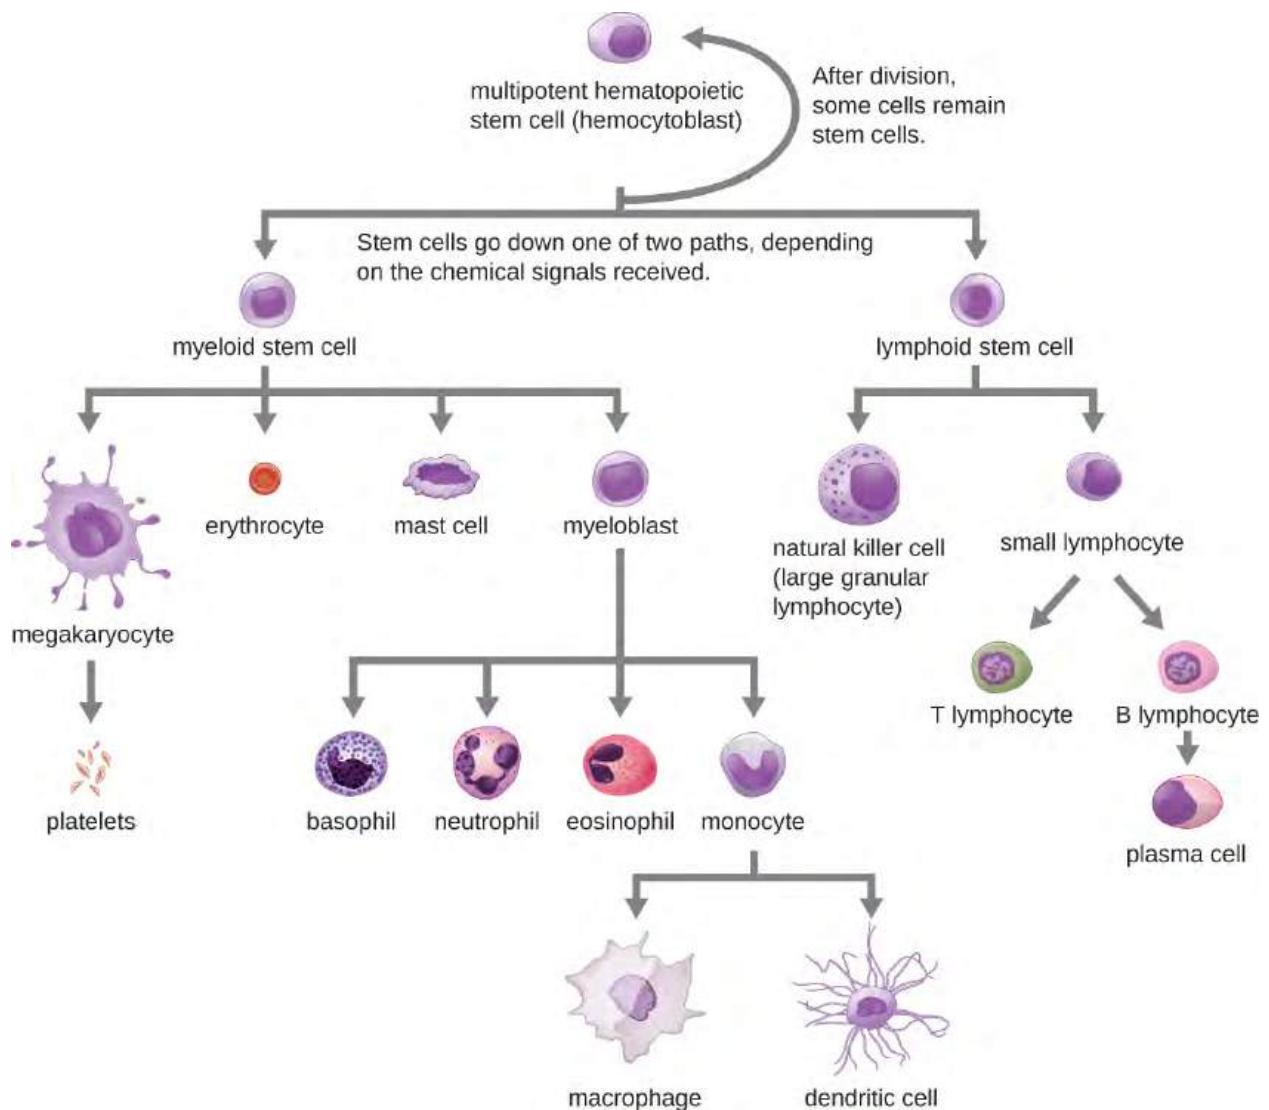 multipotent hematopoietic
stem cell (hemocytoblast)
After division,
some cells remain
stem cells.
Stem cells go down one of two paths, depending
on the chemical signals received.
myeloid stem cell
lymphoid stem cell
megakaryocyte
erythrocyte
mast cell
myeloblast
natural killer cell
(large granular
lymphocyte)
small lymphocyte
T lymphocyte
B lymphocyte
platelets
basophil
neutrophil
eosinophil
monocyte
plasma cell
macrophage
dendritic cell